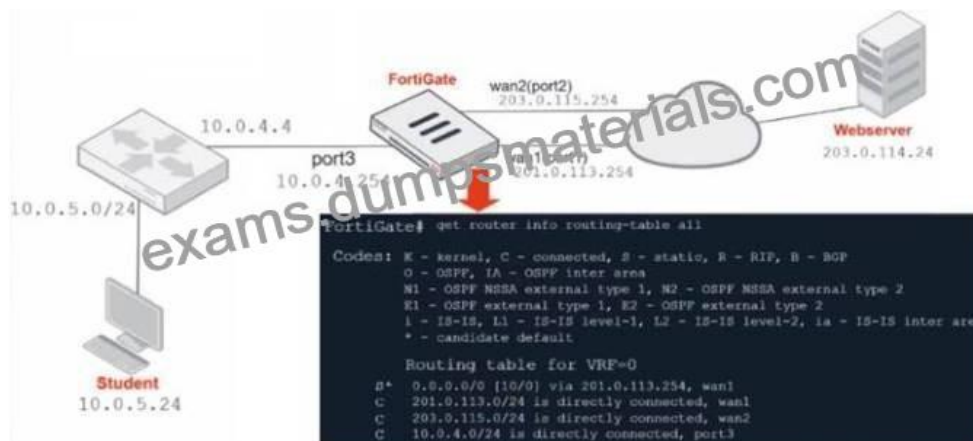 FortiGate
wan2(port2)
203.0.115.254
Webserver
203.0.114.24
10.0.4.4
port3
10.0.4.254
201.0.113.254
10.0.5.0/24
Student
10.0.5.24
exams.dumpsmaterials.com
FortiGate# get router info routing-table all
Codes: K - kernel, C - connected, S - static, R - RIP, B - BGP
O - OSPF, IA - OSPF inter area
N1 - OSPF NSSA external type 1, N2 - OSPF NSSA external type 2
E1 - OSPF external type 1, E2 - OSPF external type 2
i - IS-IS, L1 - IS-IS level-1, L2 - IS-IS level-2, ia - IS-IS inter area
* - candidate default
Routing table for VRF=0
S* 0.0.0.0/0 [10/0] via 201.0.113.254, wan1
C 201.0.113.0/24 is directly connected, wan1
C 203.0.115.0/24 is directly connected, wan2
C 10.0.4.0/24 is directly connected, port3